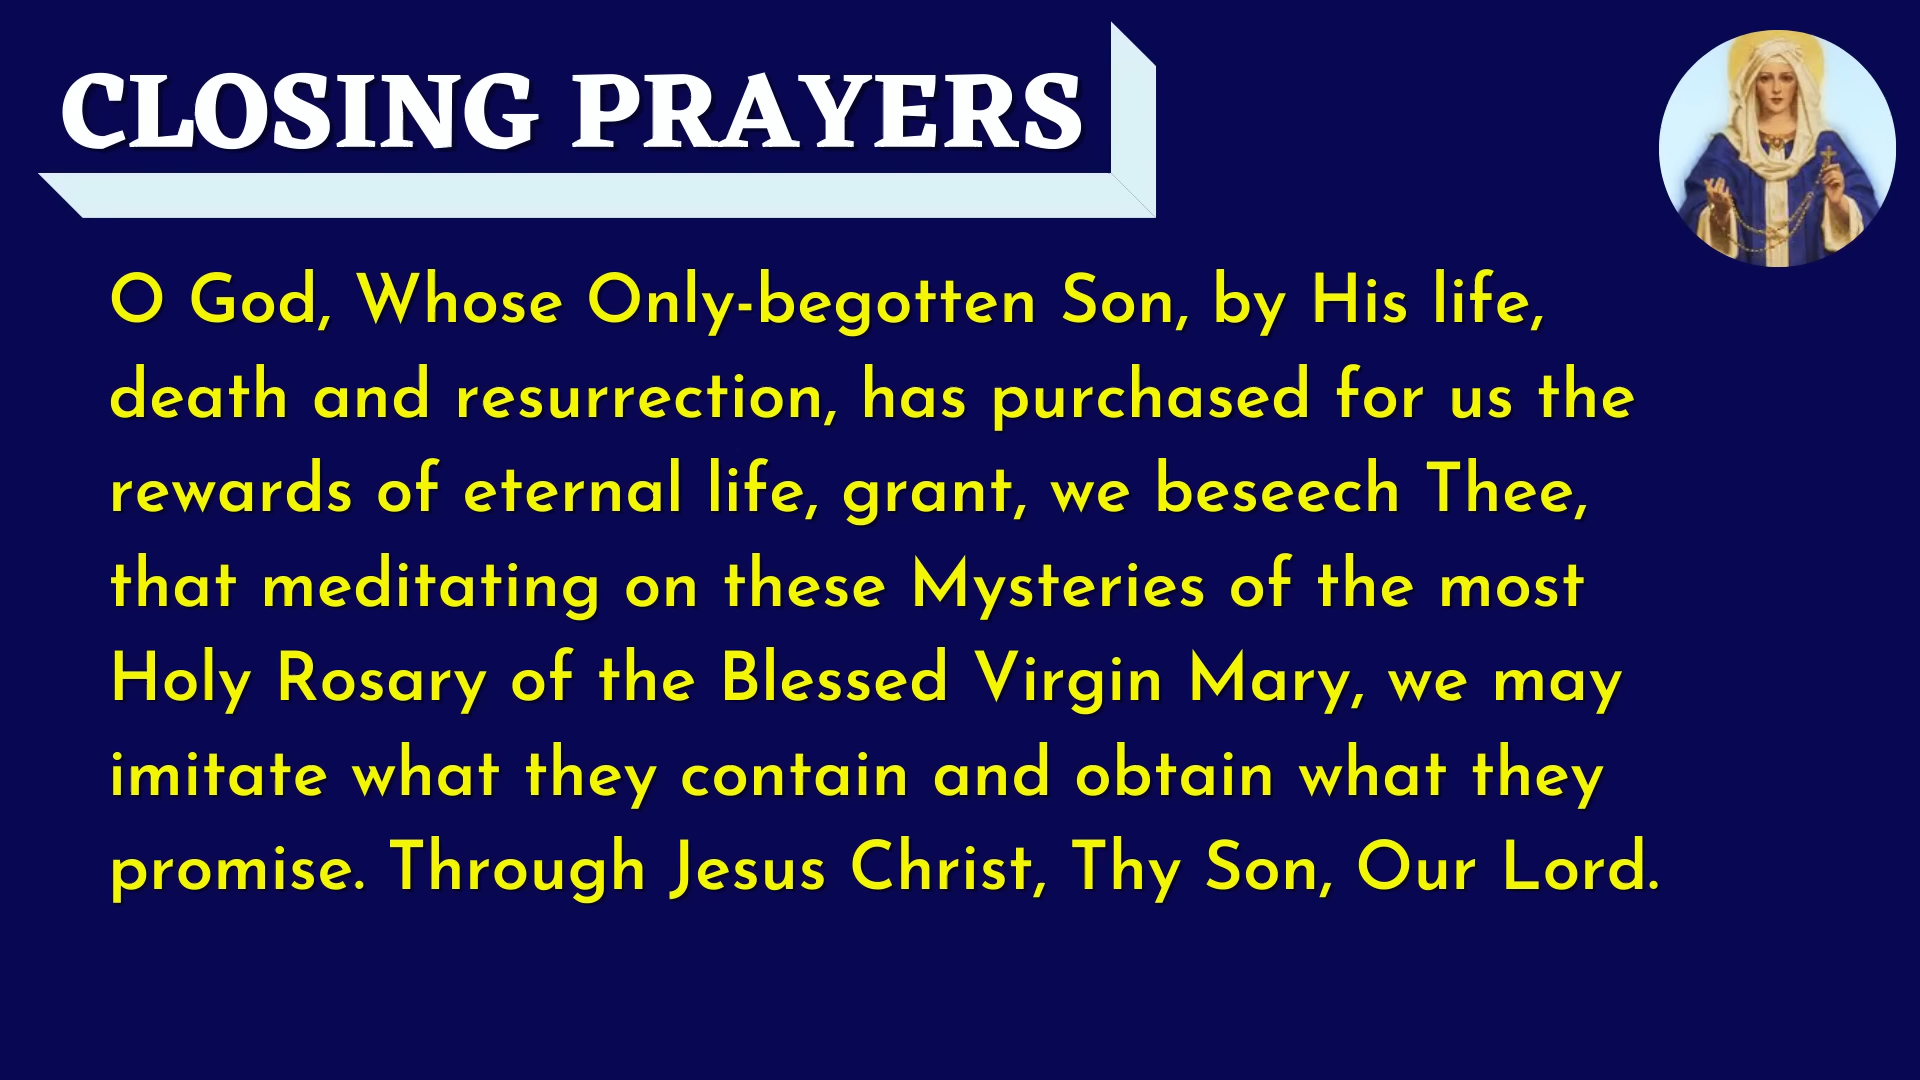 CLOSING PRAYERS
O God, Whose Only-begotten Son, by His life,
death and resurrection, has purchased for us the
rewards of eternal life, grant, we beseech Thee,
that meditating on these Mysteries of the most
Holy Rosary of the Blessed Virgin Mary, we may
imitate what they contain and obtain what they
promise. Through Jesus Christ, Thy Son, Our Lord.